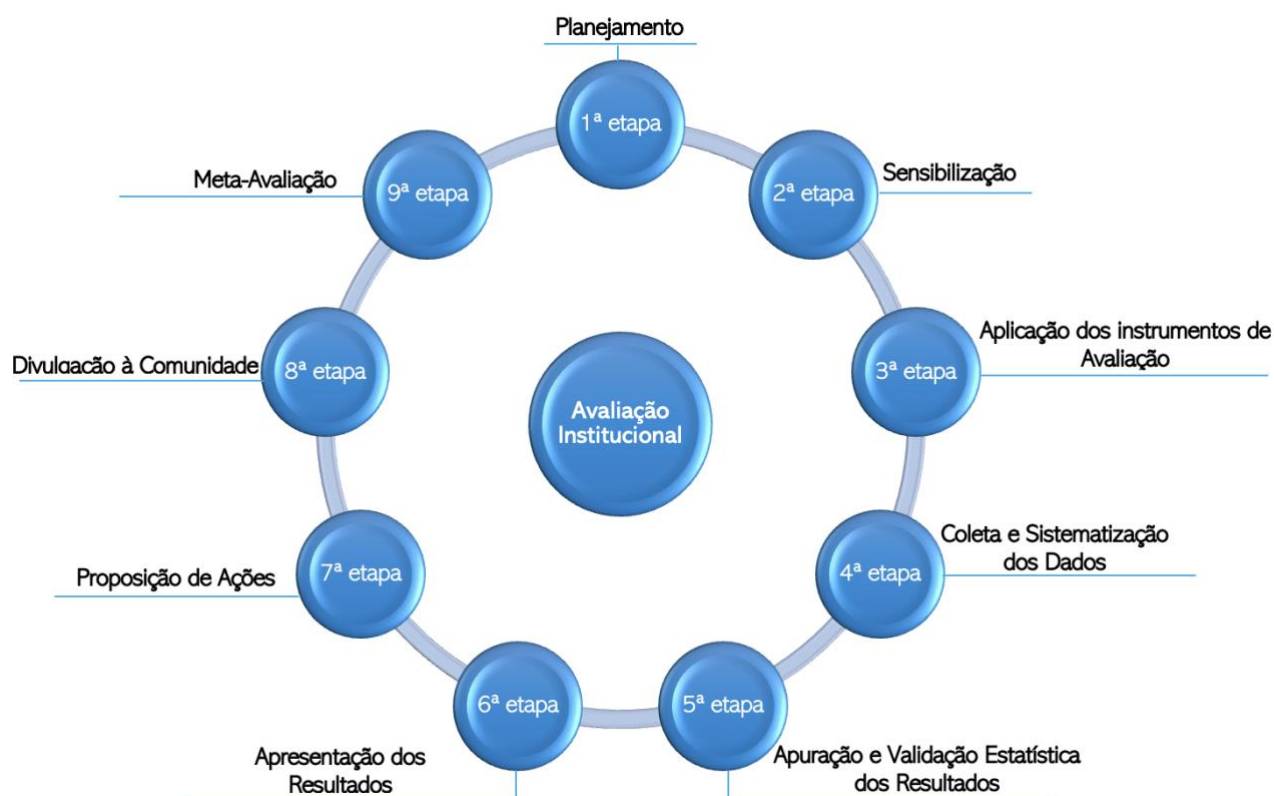 Planejamento
1ª etapa
Sensibilização
2ª etapa
Aplicação dos instrumentos de
Avaliação
3ª etapa
Coleta e Sistematização
dos Dados
4ª etapa
Apuração e Validação Estatística
dos Resultados
5ª etapa
Apresentação dos
Resultados
6ª etapa
Proposição de Ações
7ª etapa
Divulgação à Comunidade
8ª etapa
Meta-Avaliação
9ª etapa
Avaliação
Institucional